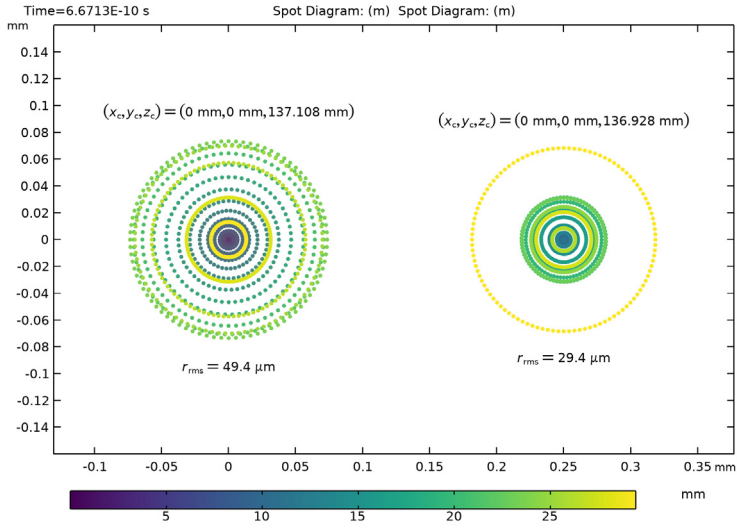 Time=6.6713E-10 s Spot Diagram: (m) Spot Diagram: (m)
mm
0.14
0.12
0.1
0.08
0.06
0.04
0.02
0
-0.02
-0.04
-0.06
-0.08
-0.1
-0.12
-0.14
(xc,yc,zc)=(0 mm,0 mm,137.108 mm)
(xc,yc,zc)=(0 mm,0 mm,136.928 mm)
rrms = 49.4 µm
rrms = 29.4 µm
-0.1 -0.05 0 0.05 0.1 0.15 0.2 0.25 0.3 0.35 mm
5 10 15 20 25 mm